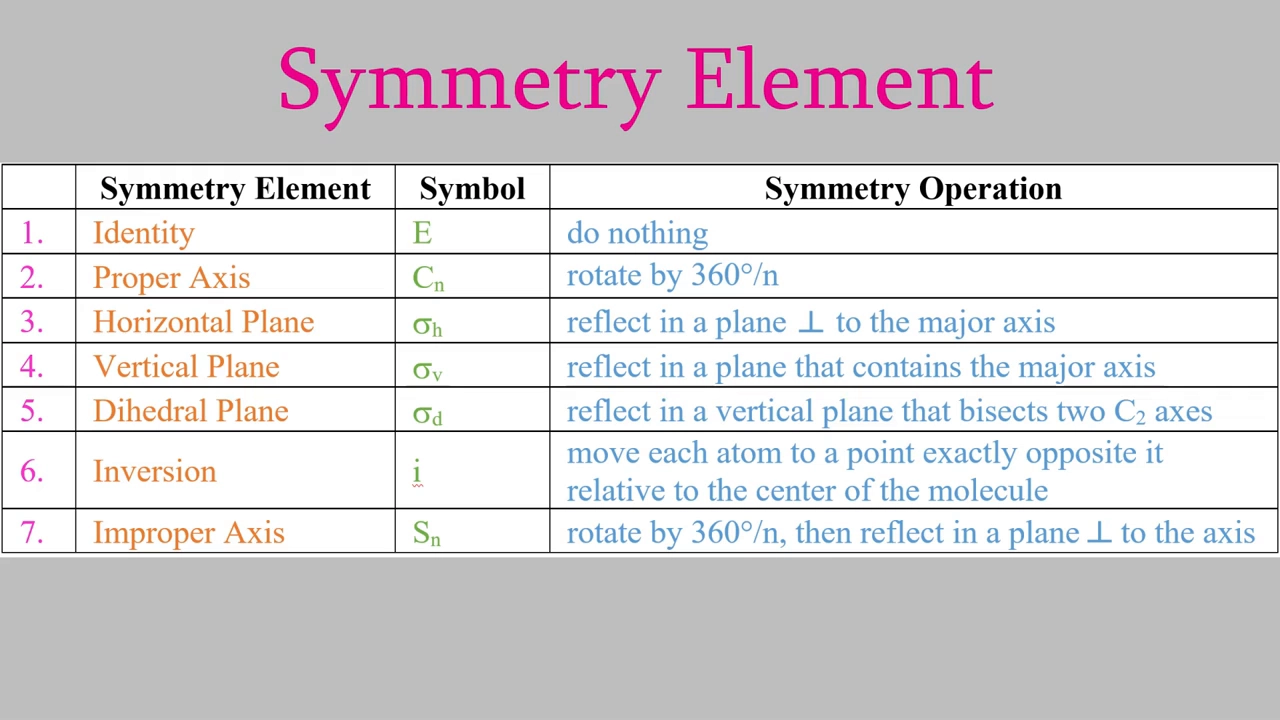 Symmetry Element
Symmetry Element Symbol Symmetry Operation
1. Identity E do nothing
2. Proper Axis Cₙ rotate by 360°/n
3. Horizontal Plane σh reflect in a plane ⊥ to the major axis
4. Vertical Plane σv reflect in a plane that contains the major axis
5. Dihedral Plane σd reflect in a vertical plane that bisects two C₂ axes
6. Inversion i move each atom to a point exactly opposite it
relative to the center of the molecule
7. Improper Axis Sₙ rotate by 360°/n, then reflect in a plane ⊥ to the axis